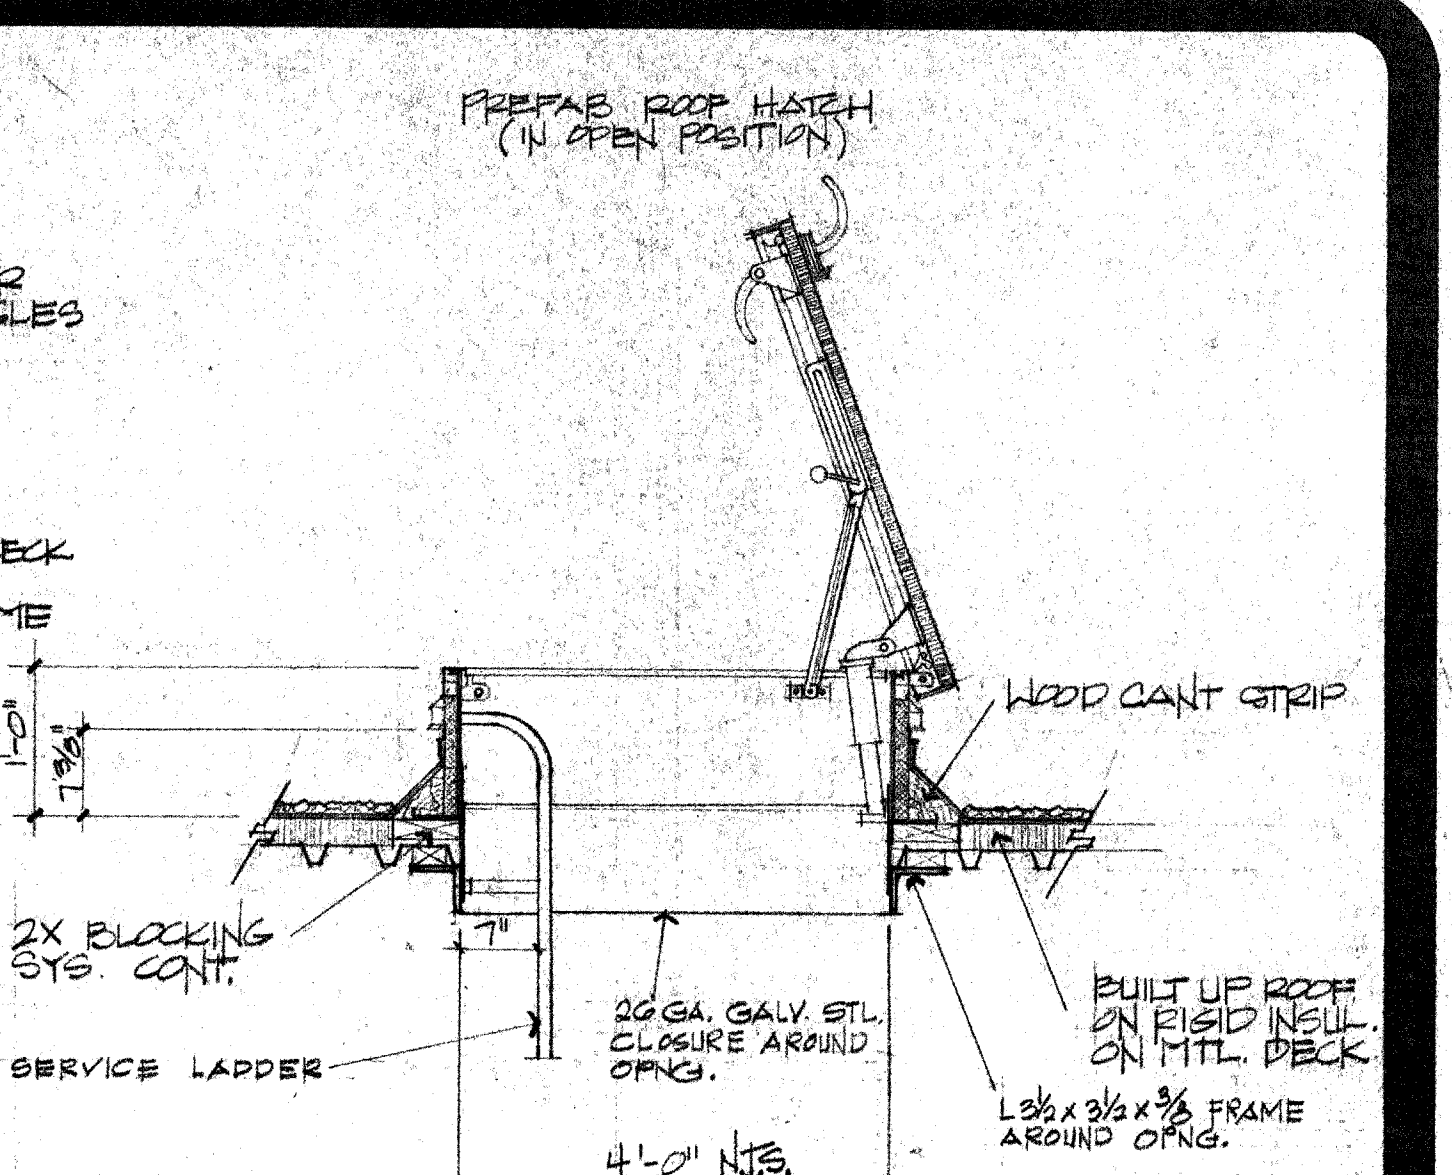 PREFAB ROOF HATCH
(IN OPEN POSITION)
R
GLES
ECK
ME
1'-0"
7 3/8"
WOOD CANT STRIP
2X BLOCKING
SYS. CONT.
7"
SERVICE LADDER
26 GA. GALV. STL.
CLOSURE AROUND
OPNG.
BUILT UP ROOF
ON RIGID INSUL.
ON MTL. DECK
L 3½ x 3½ x 3/8 FRAME
AROUND OPNG.
4'-0" N.T.S.